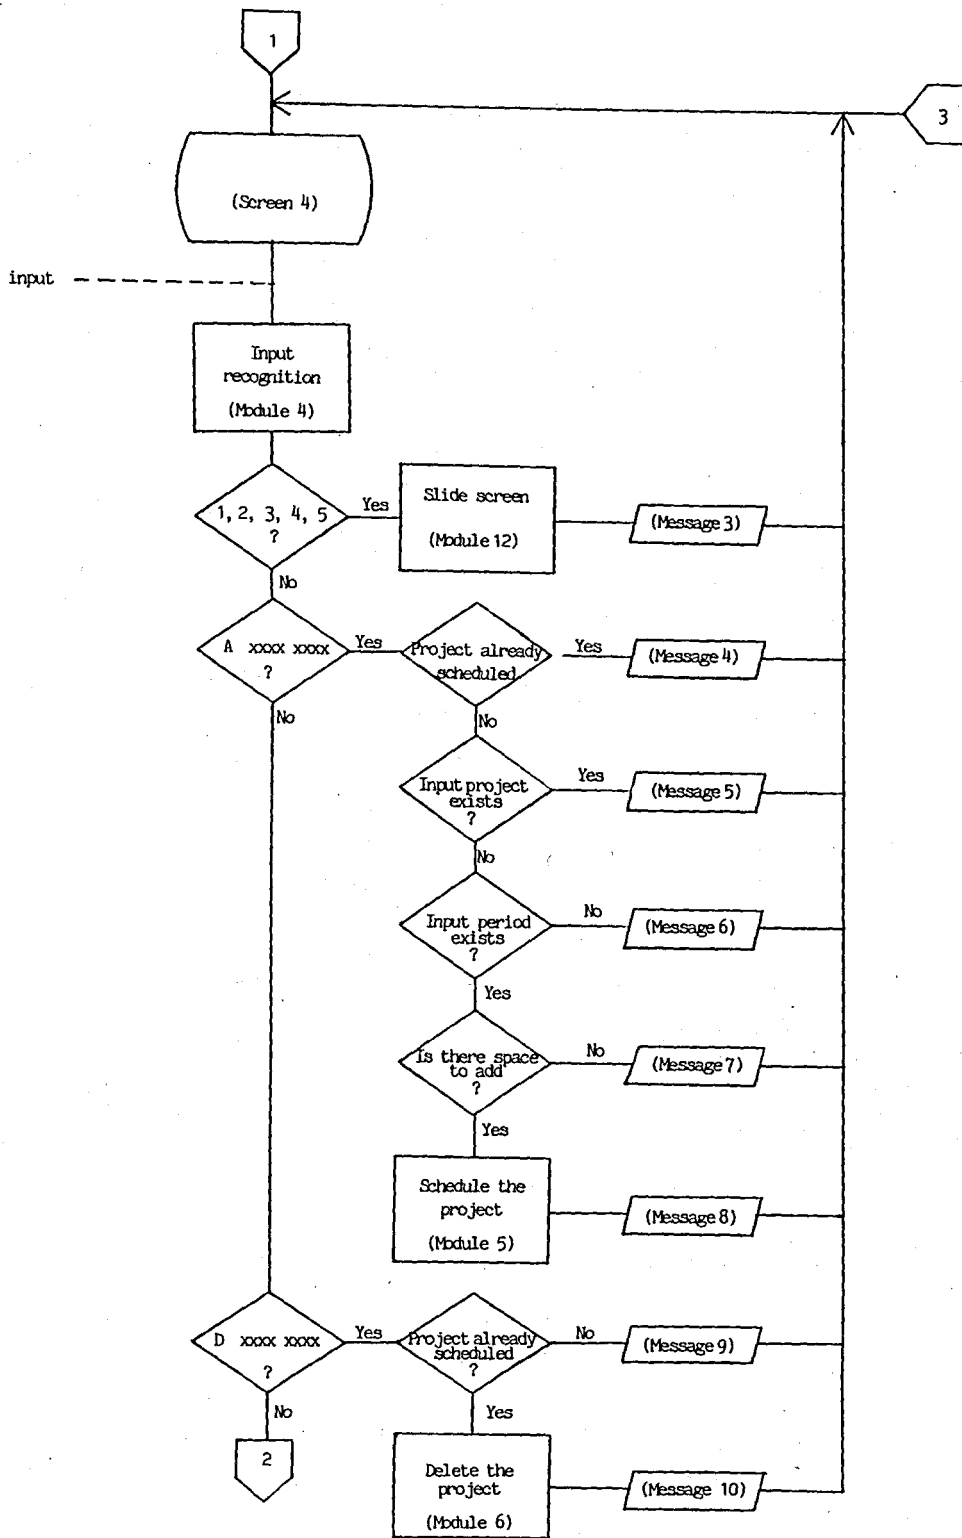 1
3
(Screen 4)
input
Input
recognition
(Module 4)
1, 2, 3, 4, 5
?
Yes
Slide screen
(Module 12)
(Message 3)
No
A xxxx xxxx
?
Yes
Project already
scheduled
Yes
(Message 4)
No
No
Input project
exists
?
Yes
(Message 5)
No
Input period
exists
?
No
(Message 6)
Yes
Is there space
to add
?
No
(Message 7)
Yes
Schedule the
project
(Module 5)
(Message 8)
D xxxx xxxx
?
Yes
Project already
scheduled
?
No
(Message 9)
No
Yes
2
Delete the
project
(Module 6)
(Message 10)